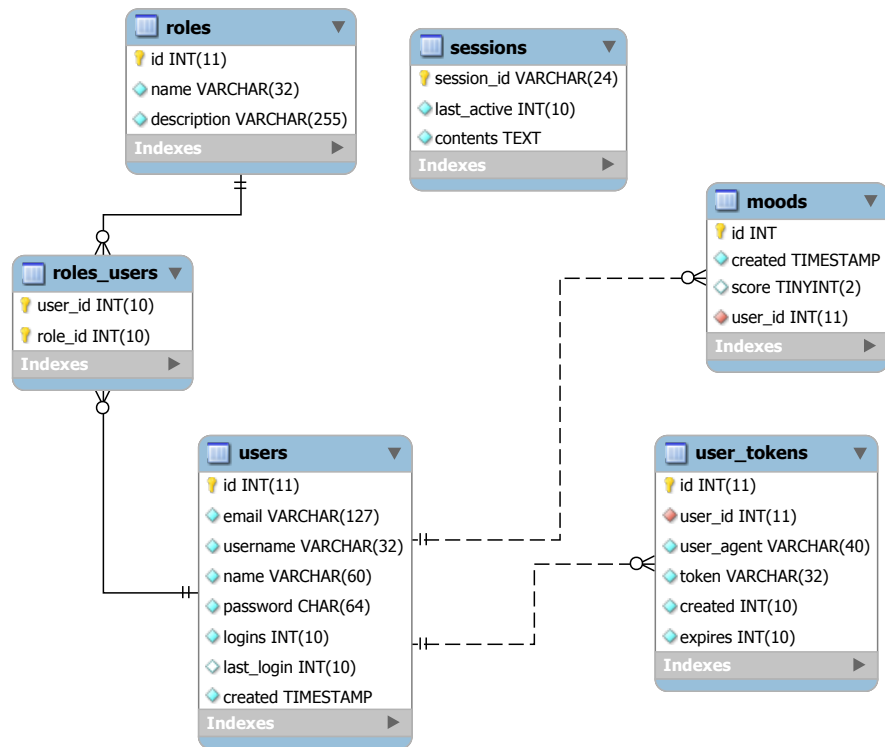 roles
id INT(11)
name VARCHAR(32)
description VARCHAR(255)
Indexes
sessions
session_id VARCHAR(24)
last_active INT(10)
contents TEXT
Indexes
moods
id INT
created TIMESTAMP
score TINYINT(2)
user_id INT(11)
Indexes
roles_users
user_id INT(10)
role_id INT(10)
Indexes
users
id INT(11)
email VARCHAR(127)
username VARCHAR(32)
name VARCHAR(60)
password CHAR(64)
logins INT(10)
last_login INT(10)
created TIMESTAMP
Indexes
user_tokens
id INT(11)
user_id INT(11)
user_agent VARCHAR(40)
token VARCHAR(32)
created INT(10)
expires INT(10)
Indexes